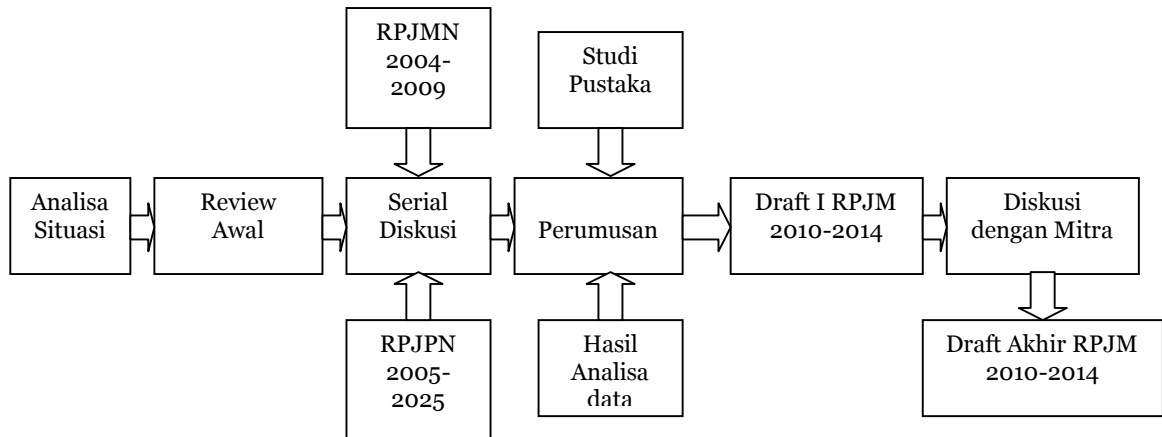 RPJMN
2004-
2009
Studi
Pustaka
Analisa
Situasi
Review
Awal
Serial
Diskusi
Perumusan
Draft I RPJM
2010-2014
Diskusi
dengan Mitra
RPJPN
2005-
2025
Hasil
Analisa
data
Draft Akhir RPJM
2010-2014